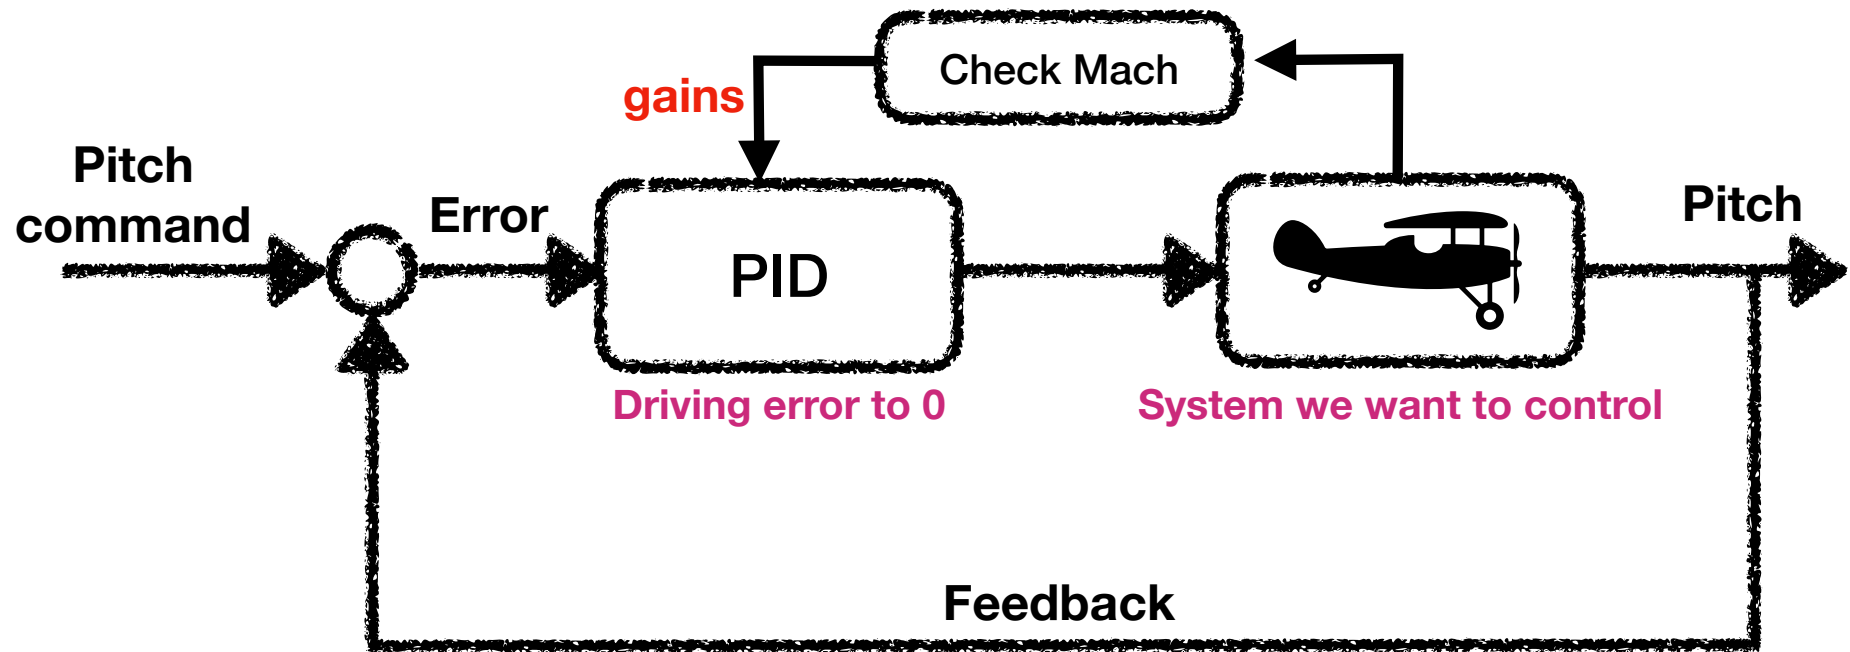 Check Mach
gains
Pitch
command
Error
Pitch
PID
Driving error to 0
System we want to control
Feedback